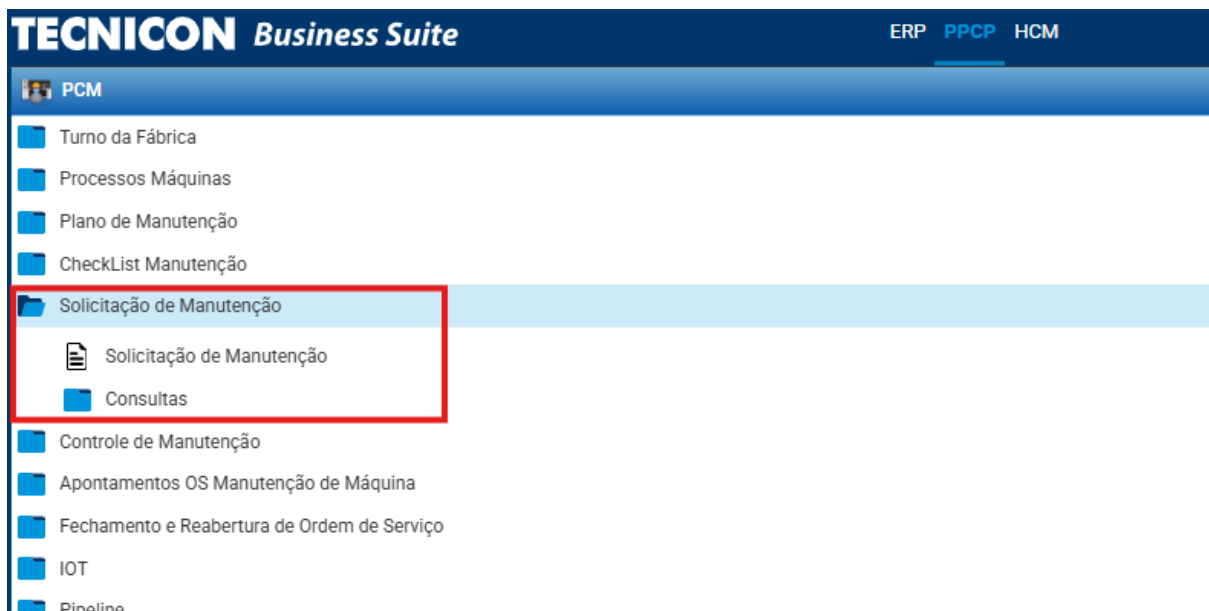 TECNICON Business Suite ERP PPCP HCM
PCM
Turno da Fábrica
Processos Máquinas
Plano de Manutenção
CheckList Manutenção
Solicitação de Manutenção
Solicitação de Manutenção
Consultas
Controle de Manutenção
Apontamentos OS Manutenção de Máquina
Fechamento e Reabertura de Ordem de Serviço
IOT
Pipeline